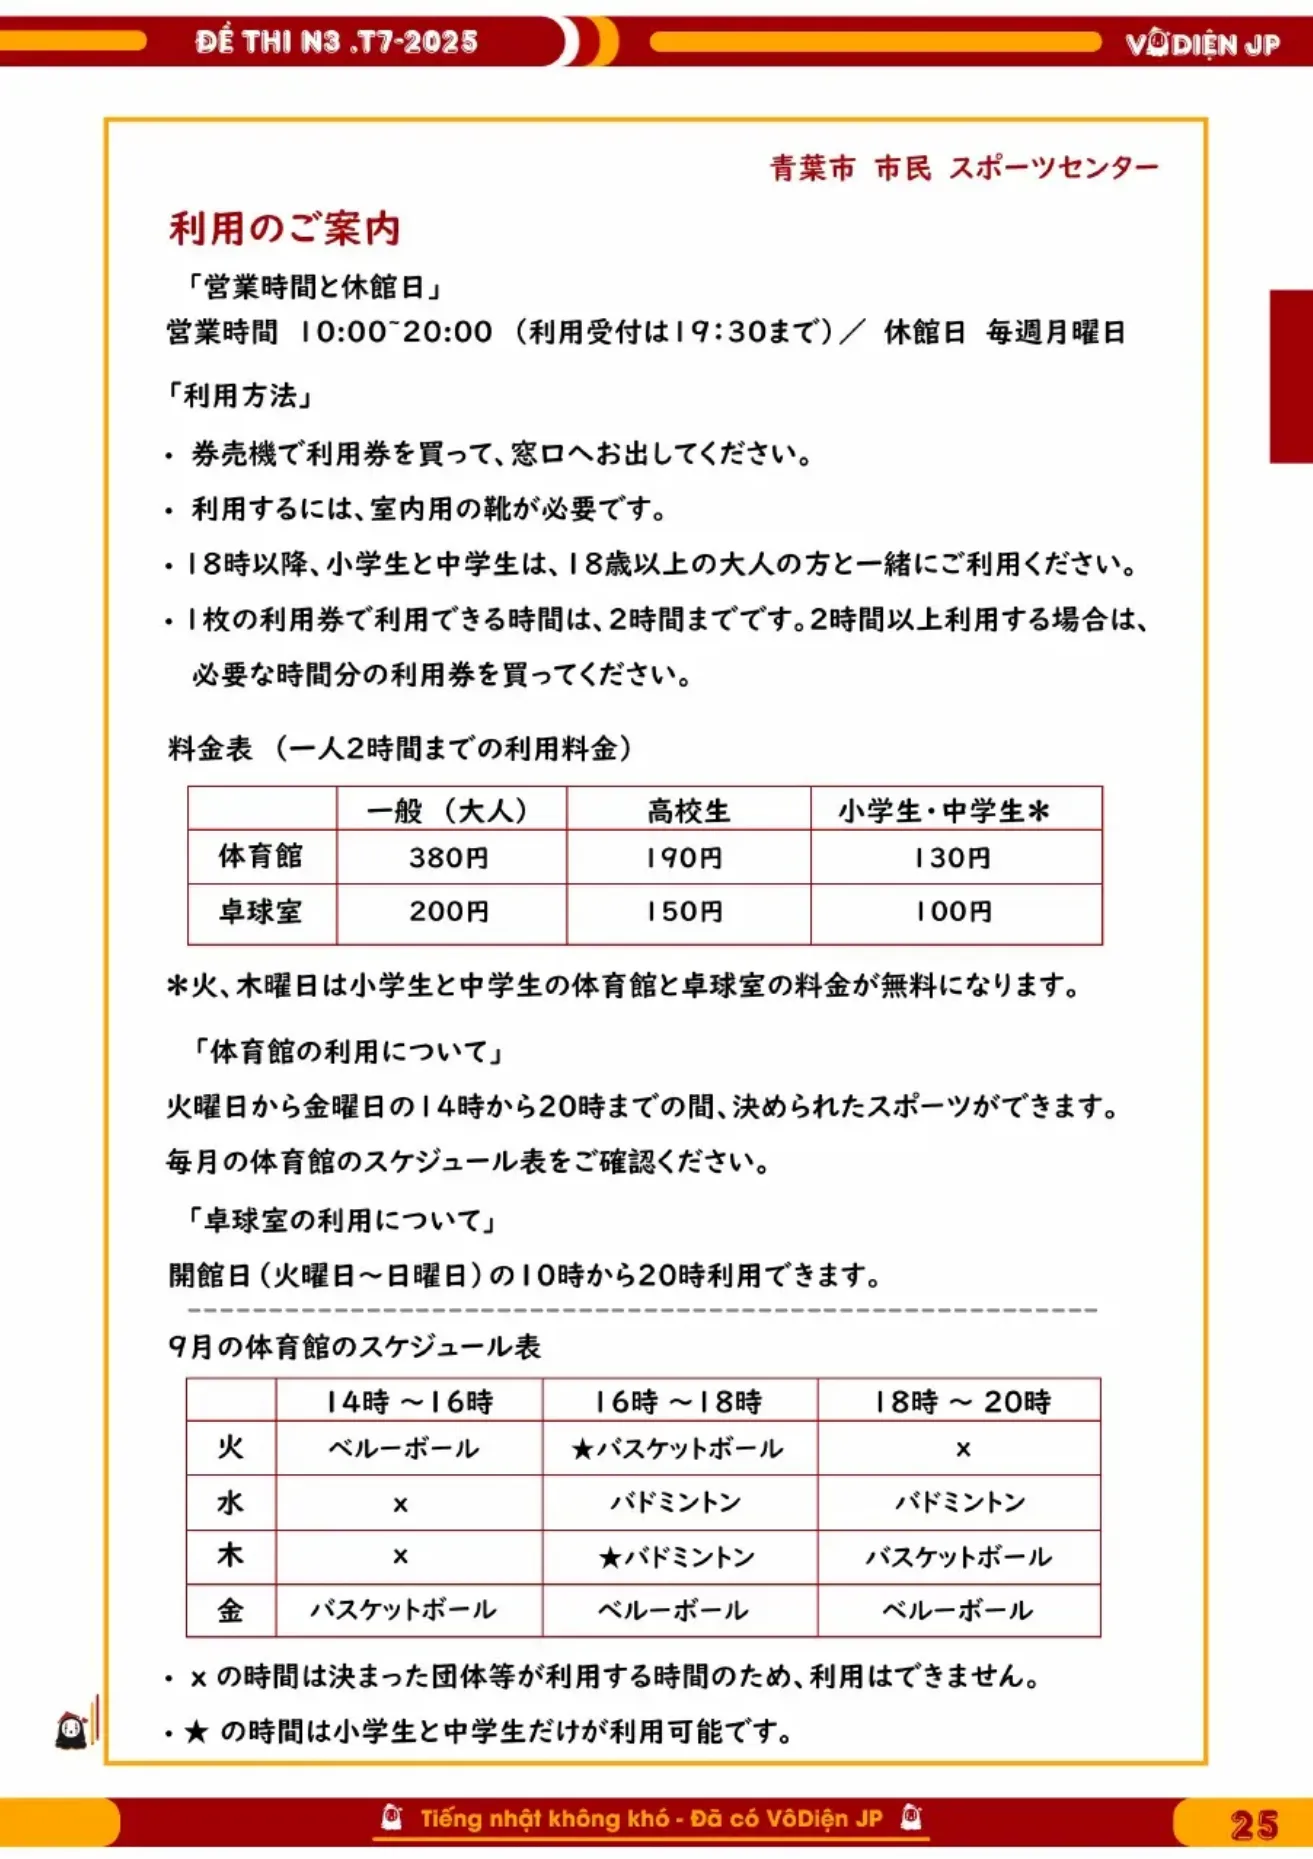 ĐỀ THI N3 .T7-2025
VÔDIỆN JP
青葉市 市民 スポーツセンター
利用のご案内
「営業時間と休館日」
営業時間 10:00~20:00 (利用受付は19:30まで)／ 休館日 毎週月曜日
「利用方法」
• 券売機で利用券を買って、窓口へお出してください。
• 利用するには、室内用の靴が必要です。
• 18時以降、小学生と中学生は、18歳以上の大人の方と一緒にご利用ください。
• 1枚の利用券で利用できる時間は、2時間までです。2時間以上利用する場合は、
必要な時間分の利用券を買ってください。
料金表 (一人2時間までの利用料金)
一般 (大人) 高校生 小学生・中学生＊
体育館 380円 190円 130円
卓球室 200円 150円 100円
＊火、木曜日は小学生と中学生の体育館と卓球室の料金が無料になります。
「体育館の利用について」
火曜日から金曜日の14時から20時までの間、決められたスポーツができます。
毎月の体育館のスケジュール表をご確認ください。
「卓球室の利用について」
開館日(火曜日～日曜日)の10時から20時利用できます。
9月の体育館のスケジュール表
14時 ～16時 16時 ～18時 18時 ～ 20時
火 ベルーボール ★バスケットボール x
水 x バドミントン バドミントン
木 x ★バドミントン バスケットボール
金 バスケットボール ベルーボール ベルーボール
• x の時間は決まった団体等が利用する時間のため、利用はできません。
• ★ の時間は小学生と中学生だけが利用可能です。
Tiếng nhật không khó - Đã có VôDiện JP
25